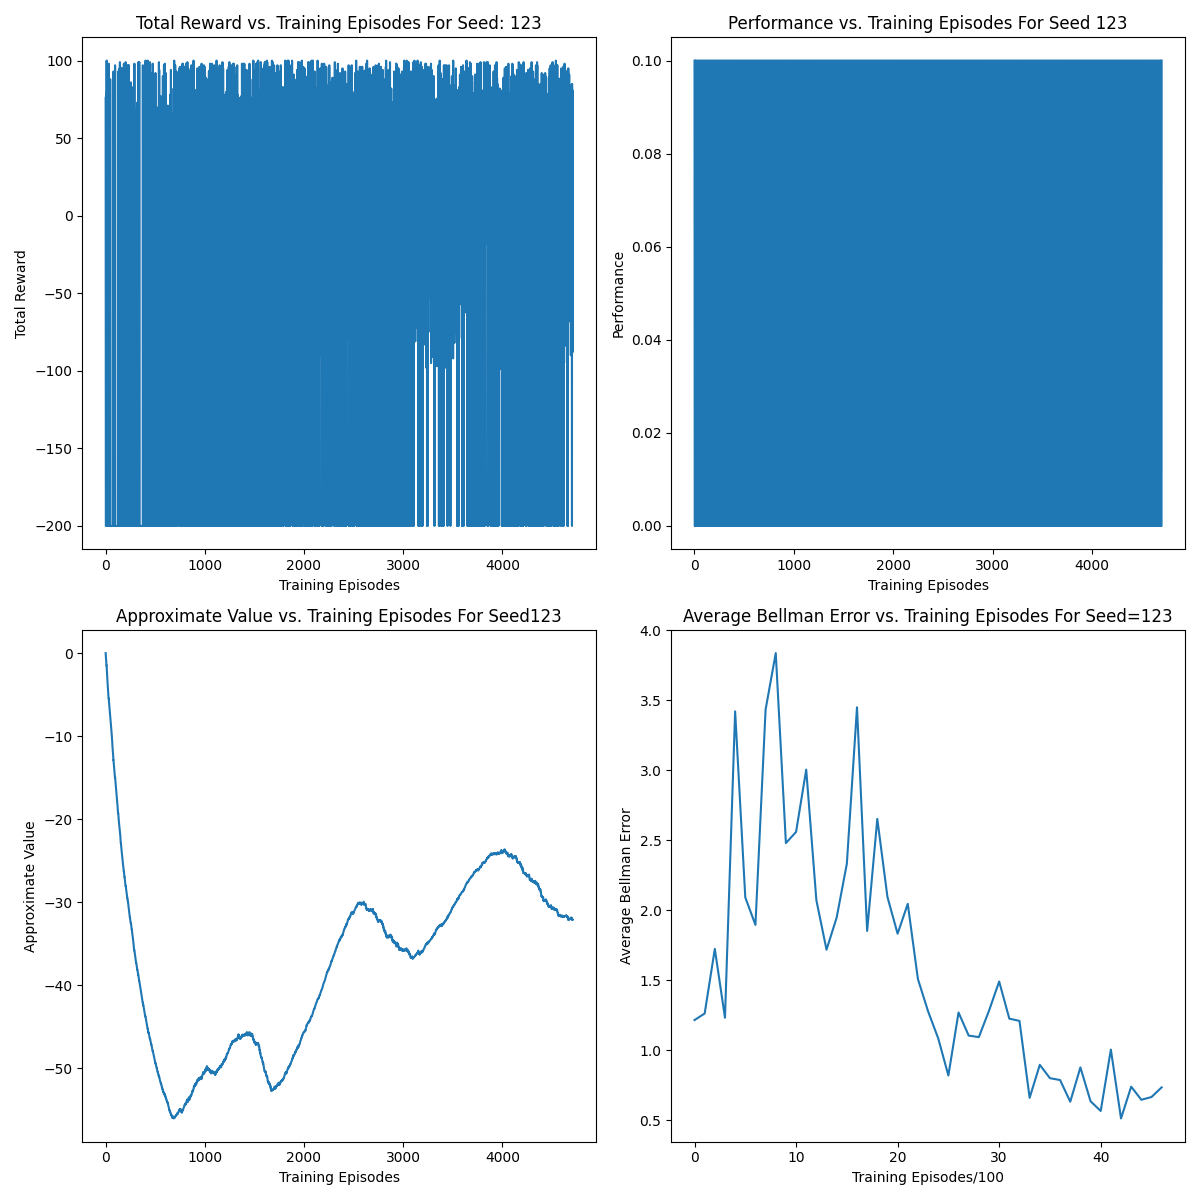 Total Reward vs. Training Episodes For Seed: 123
100
50
0
−50
−100
−150
−200
Total Reward
0 1000 2000 3000 4000
Training Episodes
Performance vs. Training Episodes For Seed 123
0.10
0.08
0.06
0.04
0.02
0.00
Performance
0 1000 2000 3000 4000
Training Episodes
Approximate Value vs. Training Episodes For Seed123
0
−10
−20
−30
−40
−50
Approximate Value
0 1000 2000 3000 4000
Training Episodes
Average Bellman Error vs. Training Episodes For Seed=123
4.0
3.5
3.0
2.5
2.0
1.5
1.0
0.5
Average Bellman Error
0 10 20 30 40
Training Episodes/100